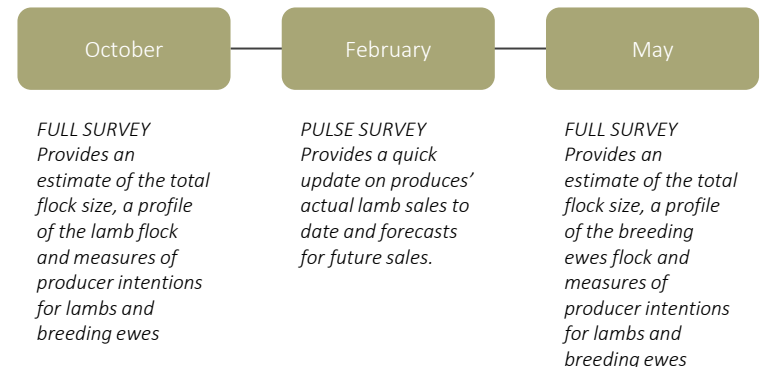 October
FULL SURVEY
Provides an
estimate of the total
flock size, a profile
of the lamb flock
and measures of
producer intentions
for lambs and
breeding ewes
February
PULSE SURVEY
Provides a quick
update on produces’
actual lamb sales to
date and forecasts
for future sales.
May
FULL SURVEY
Provides an
estimate of the total
flock size, a profile
of the breeding
ewes flock and
measures of
producer intentions
for lambs and
breeding ewes